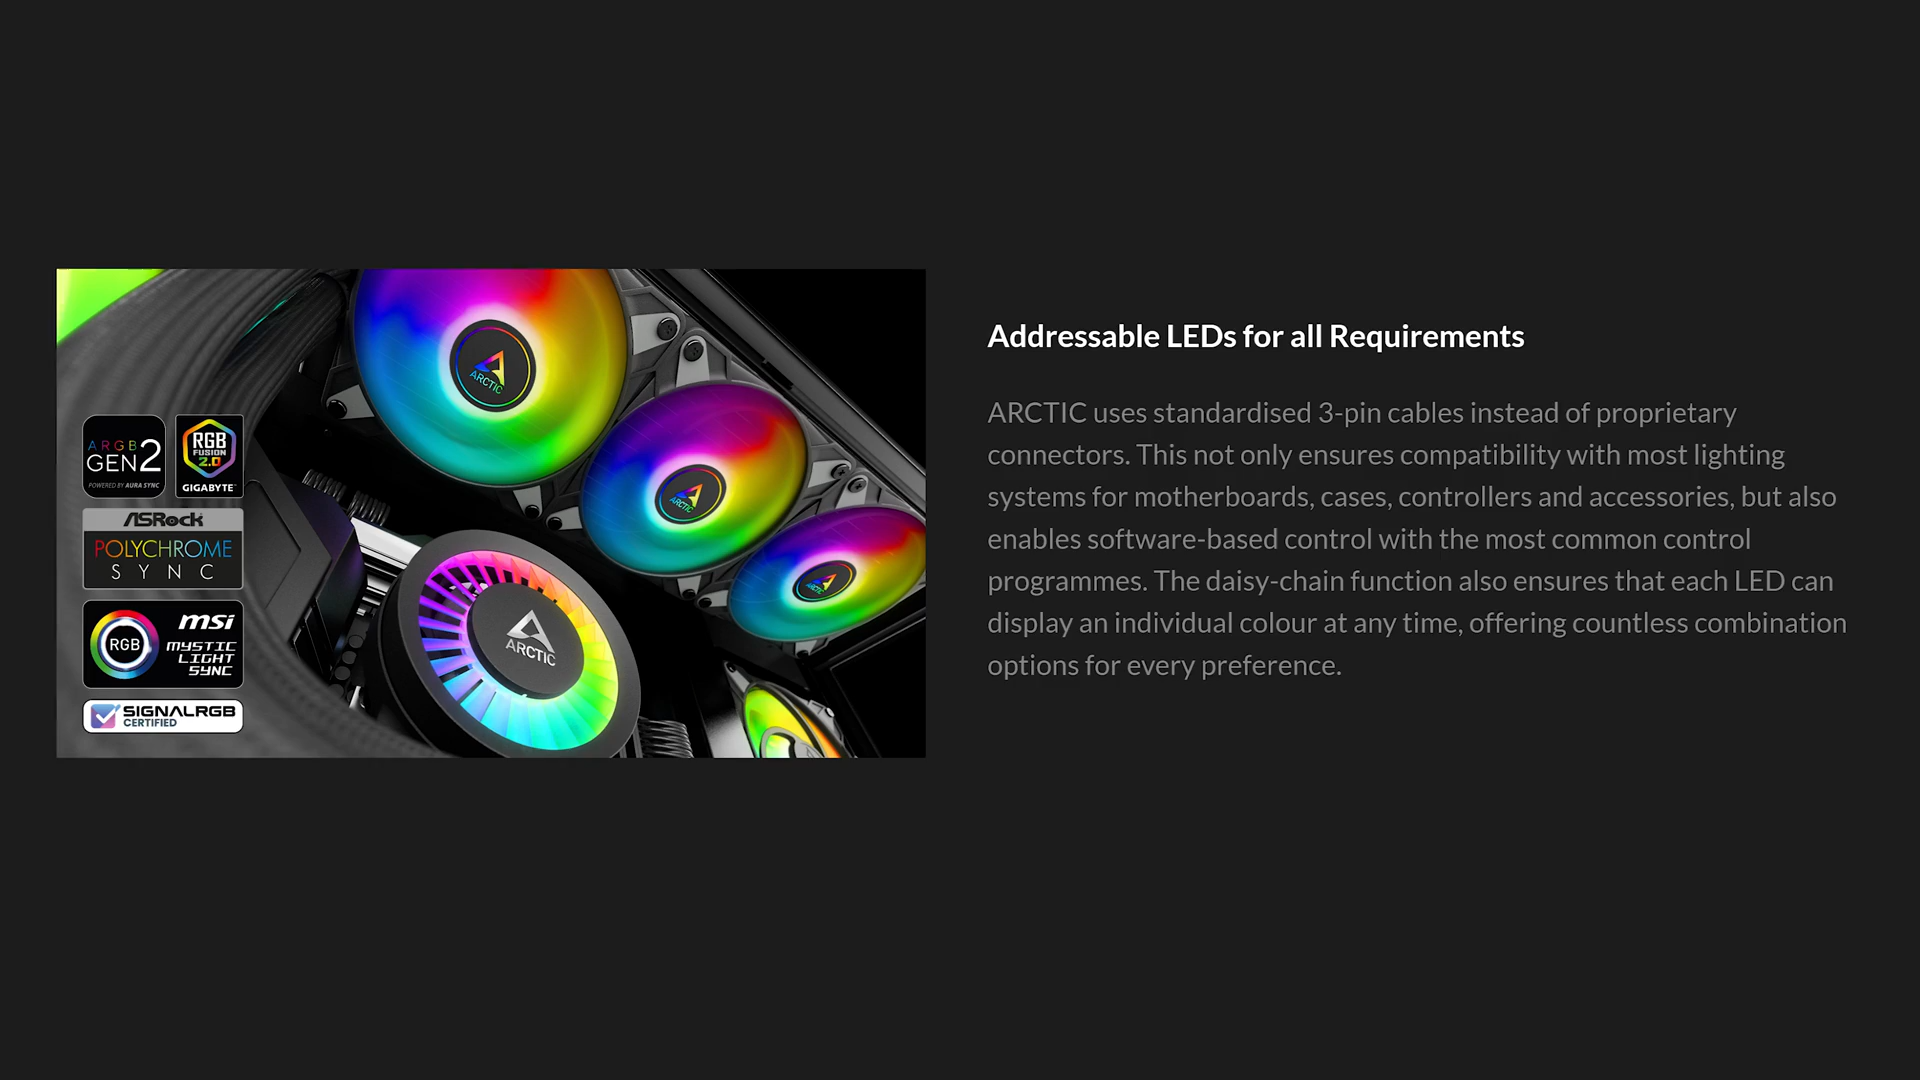 ARGB
GEN2
POWERED BY AURA SYNC
RGB
FUSION
2.0
GIGABYTE
ASRock
POLYCHROME
SYNC
RGB
msi
MYSTIC
LIGHT
SYNC
SIGNALRGB
CERTIFIED
ARCTIC
ARCTIC
ARCTIC
ARCTIC
Addressable LEDs for all Requirements
ARCTIC uses standardised 3-pin cables instead of proprietary
connectors. This not only ensures compatibility with most lighting
systems for motherboards, cases, controllers and accessories, but also
enables software-based control with the most common control
programmes. The daisy-chain function also ensures that each LED can
display an individual colour at any time, offering countless combination
options for every preference.